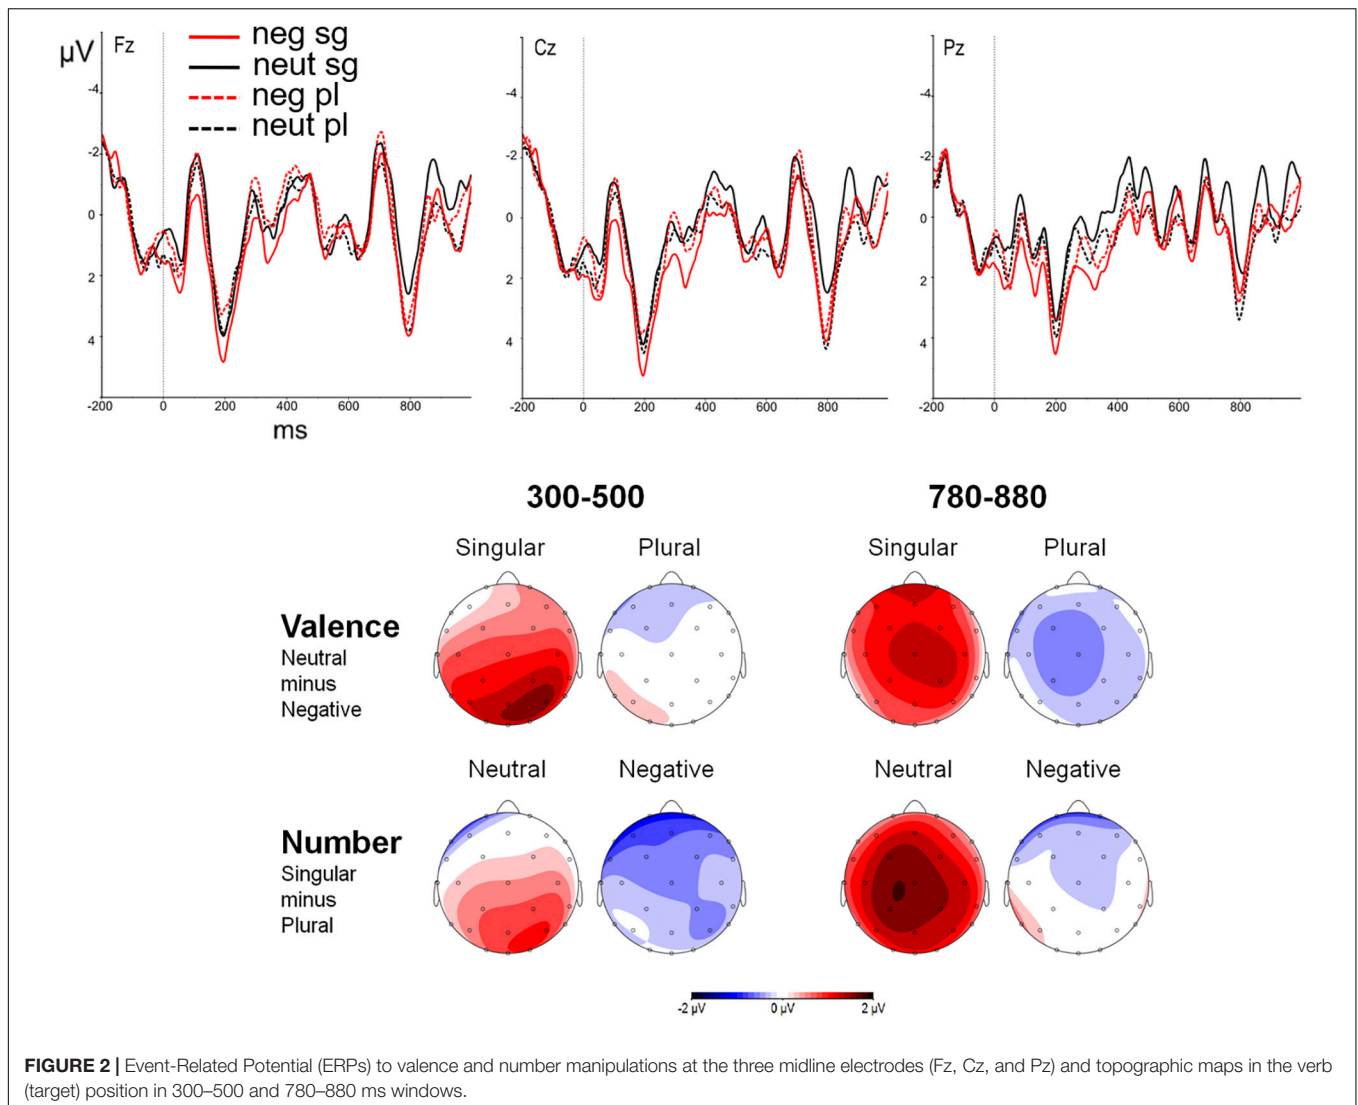 μV
Fz
neg sg
neut sg
neg pl
neut pl
-4
-2
0
2
4
-200 0 200 400 600 800
ms
Cz
-4
-2
0
2
4
-200 0 200 400 600 800
Pz
-4
-2
0
2
4
-200 0 200 400 600 800
300-500 780-880
Singular Plural Singular Plural
Valence
Neutral
minus
Negative
Neutral Negative Neutral Negative
Number
Singular
minus
Plural
-2 μV 0 μV 2 μV
FIGURE 2 | Event-Related Potential (ERPs) to valence and number manipulations at the three midline electrodes (Fz, Cz, and Pz) and topographic maps in the verb
(target) position in 300–500 and 780–880 ms windows.